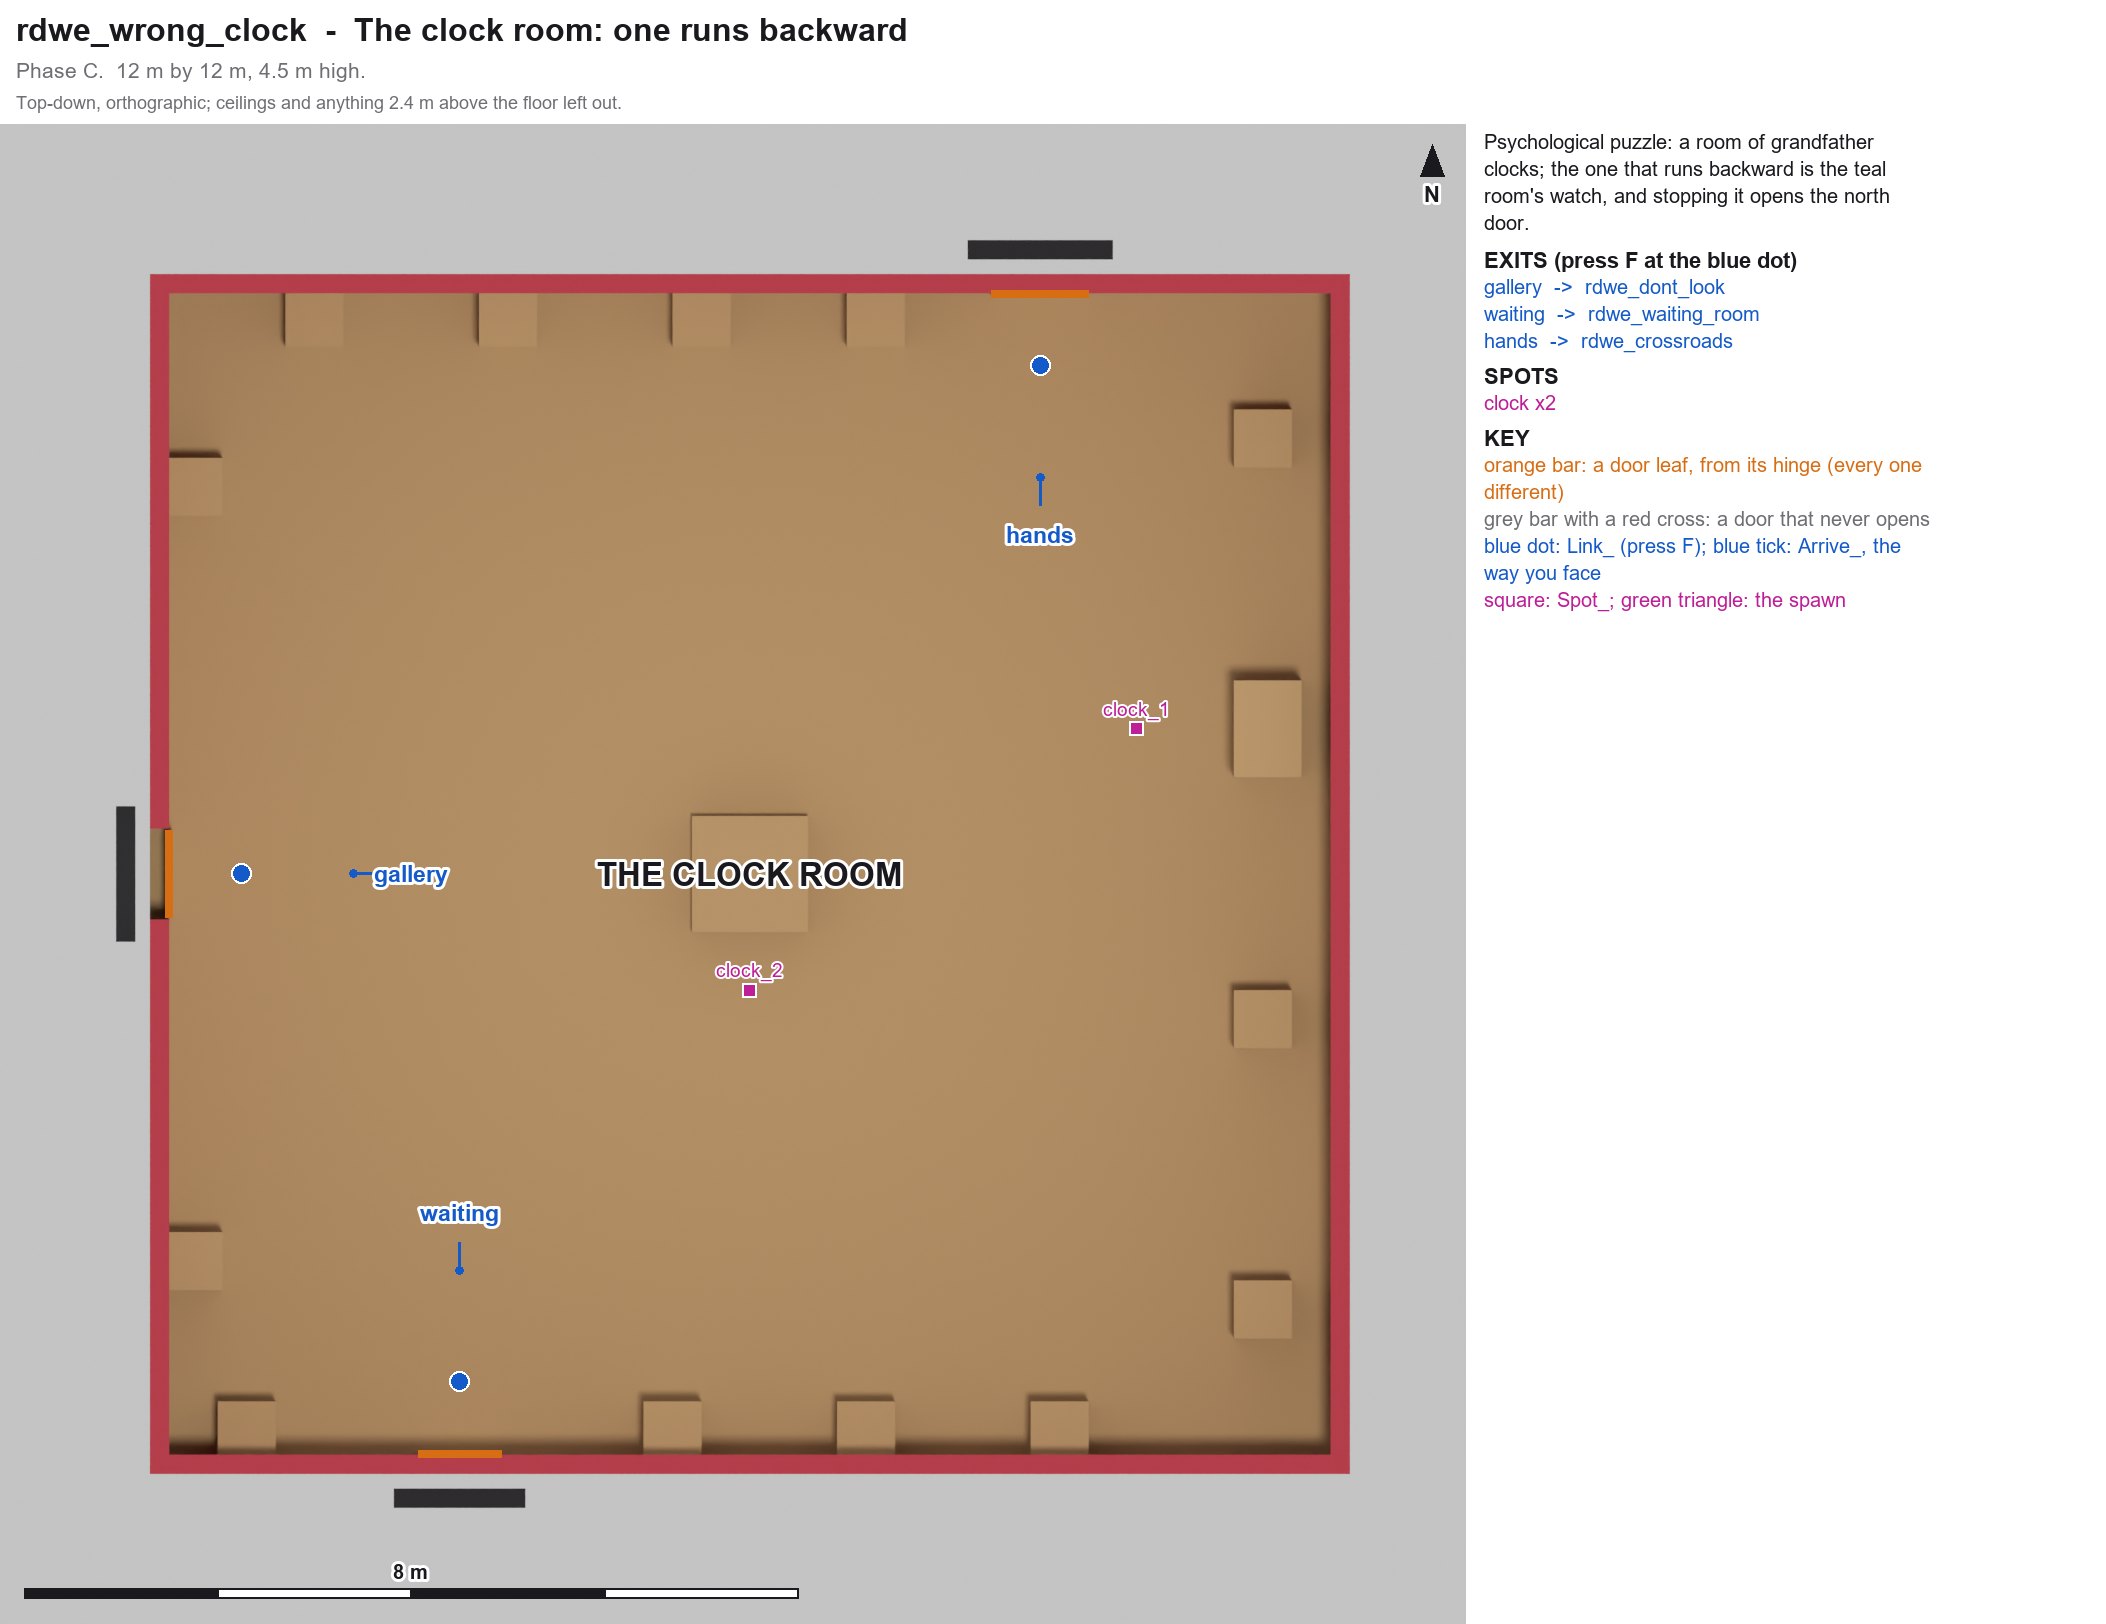 rdwe_wrong_clock - The clock room: one runs backward
Phase C. 12 m by 12 m, 4.5 m high.
Top-down, orthographic; ceilings and anything 2.4 m above the floor left out.
N
hands
clock_1
gallery
THE CLOCK ROOM
clock_2
waiting
8 m
Psychological puzzle: a room of grandfather
clocks; the one that runs backward is the teal
room's watch, and stopping it opens the north
door.
EXITS (press F at the blue dot)
gallery -> rdwe_dont_look
waiting -> rdwe_waiting_room
hands -> rdwe_crossroads
SPOTS
clock x2
KEY
orange bar: a door leaf, from its hinge (every one
different)
grey bar with a red cross: a door that never opens
blue dot: Link_ (press F); blue tick: Arrive_, the
way you face
square: Spot_; green triangle: the spawn